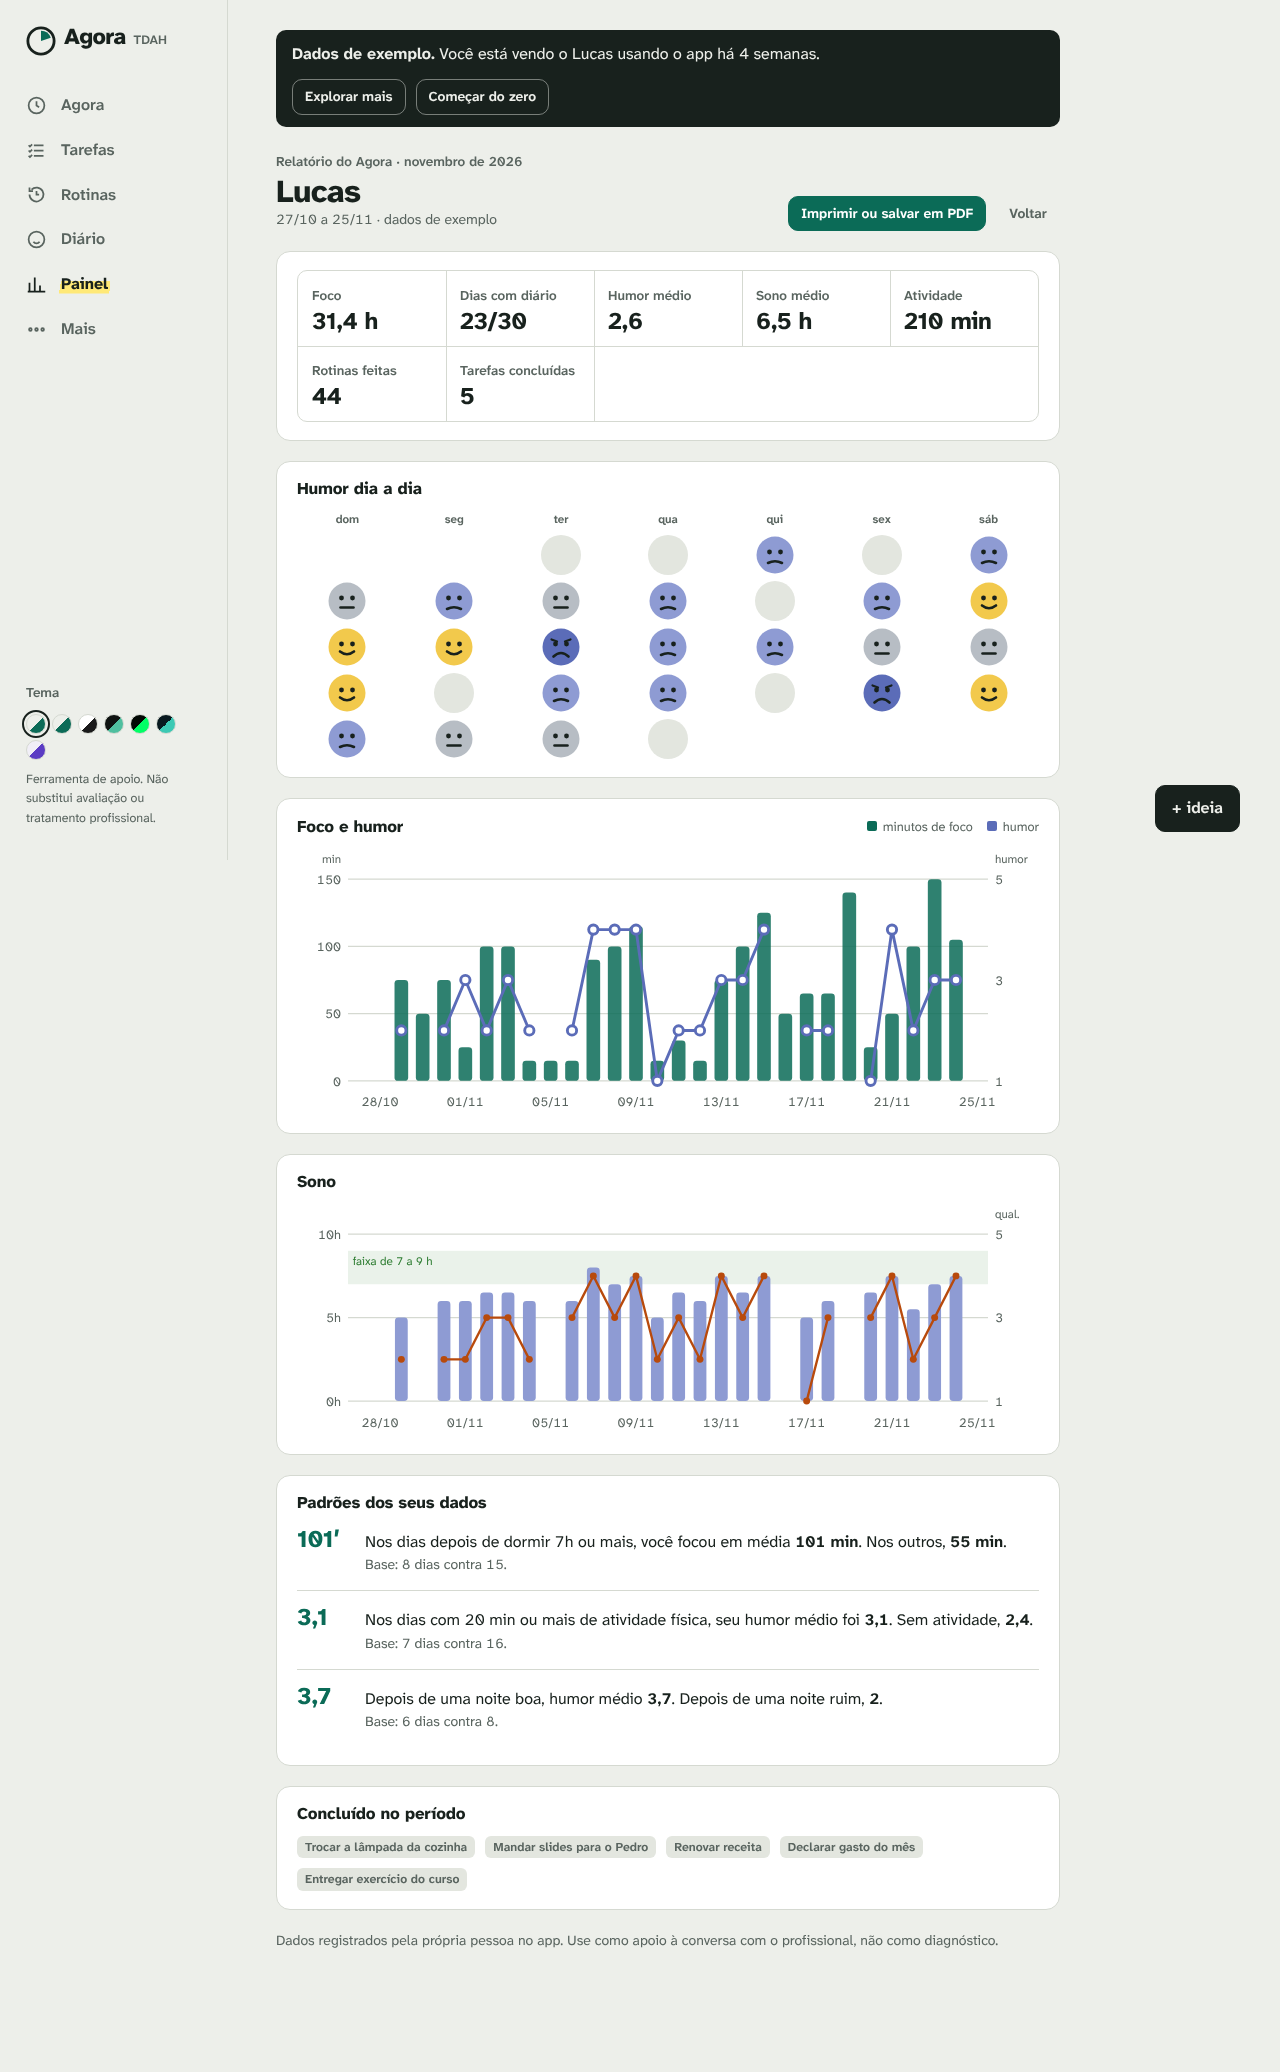 Agora TDAH
Agora
Tarefas
Rotinas
Diário
Painel
Mais
Tema
Ferramenta de apoio. Não
substitui avaliação ou
tratamento profissional.
Dados de exemplo. Você está vendo o Lucas usando o app há 4 semanas.
Explorar mais
Começar do zero
Relatório do Agora · novembro de 2026
Lucas
27/10 a 25/11 · dados de exemplo
Imprimir ou salvar em PDF
Voltar
Foco
31,4 h
Dias com diário
23/30
Humor médio
2,6
Sono médio
6,5 h
Atividade
210 min
Rotinas feitas
44
Tarefas concluídas
5
Humor dia a dia
dom seg ter qua qui sex sáb
Foco e humor
minutos de foco humor
min humor
150 5
100
3
50
0 1
28/10 01/11 05/11 09/11 13/11 17/11 21/11 25/11
+ ideia
Sono
qual.
10h 5
faixa de 7 a 9 h
5h 3
0h 1
28/10 01/11 05/11 09/11 13/11 17/11 21/11 25/11
Padrões dos seus dados
101′
Nos dias depois de dormir 7h ou mais, você focou em média 101 min. Nos outros, 55 min.
Base: 8 dias contra 15.
3,1
Nos dias com 20 min ou mais de atividade física, seu humor médio foi 3,1. Sem atividade, 2,4.
Base: 7 dias contra 16.
3,7
Depois de uma noite boa, humor médio 3,7. Depois de uma noite ruim, 2.
Base: 6 dias contra 8.
Concluído no período
Trocar a lâmpada da cozinha
Mandar slides para o Pedro
Renovar receita
Declarar gasto do mês
Entregar exercício do curso
Dados registrados pela própria pessoa no app. Use como apoio à conversa com o profissional, não como diagnóstico.